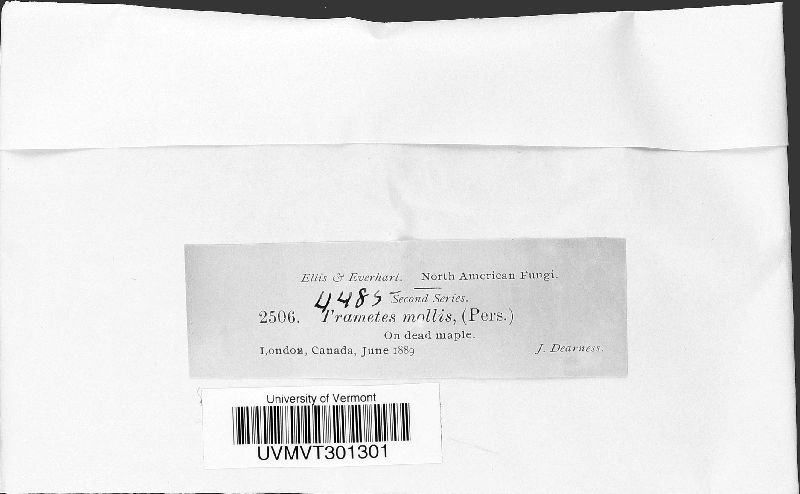 Ellis & Everhart. North American Fungi.
4485 Second Series.
2506. Trametes mollis, (Pers.)
On dead maple.
London, Canada, June 1889 J. Dearness.
University of Vermont
UVMVT301301